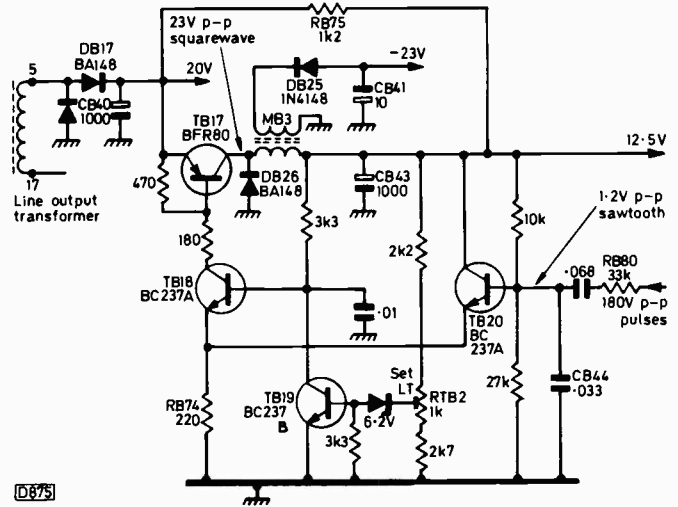 23V p-p
squarewave
RB75
1k2
DB17
BA148
5
20V
-23V
DB25
1N4148
CB41
10
CB40
1000
TB17
BFR80
MB3
12·5V
17
Line output
transformer
470
DB26
BA148
CB43
1000
3k3
10k
1·2V p-p
sawtooth
180
2k2
RB80
33k
·068
TB18
BC237A
180V p-p
pulses
·01
TB20
BC
237A
Set
LT
RB74
220
TB19
BC237
B
6·2V
RTB2
1k
27k
CB44
·033
3k3
2k7
D875